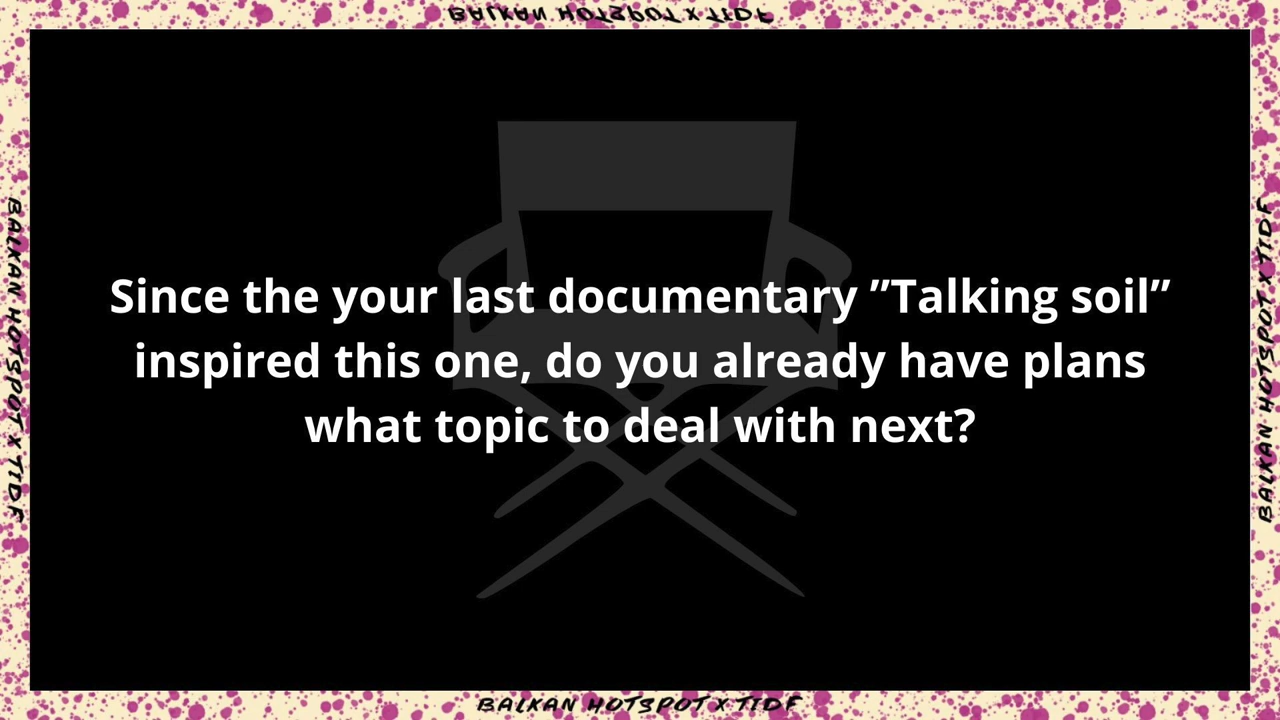 BALKAN HOTSPOT X TIDF
BALKAN HOTSPOT X TIDF
Since the your last documentary ”Talking soil”
inspired this one, do you already have plans
what topic to deal with next?
BALKAN HOTSPOT X TIDF
BALKAN HOTSPOT X TIDF